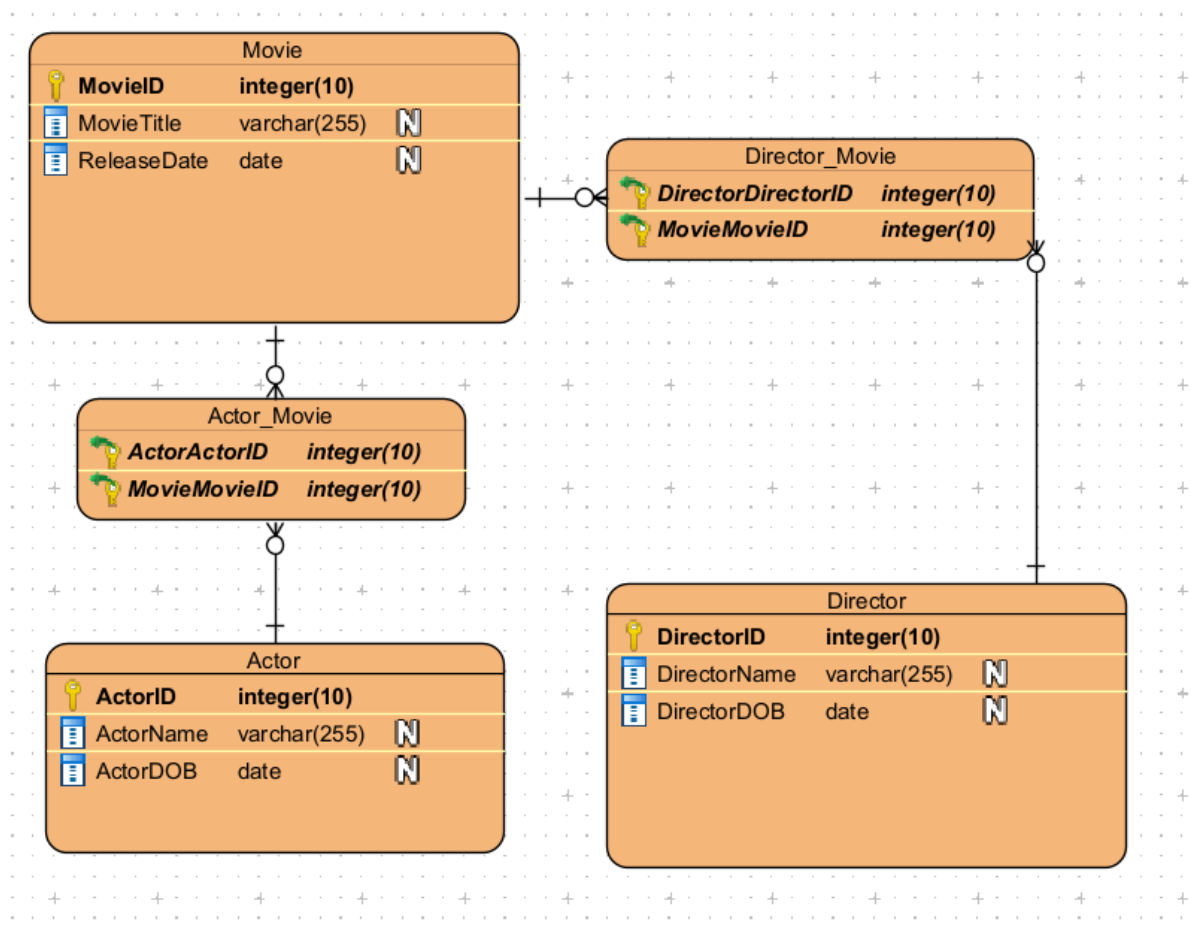 Movie
MovieID integer(10)
MovieTitle varchar(255) N
ReleaseDate date N
Director_Movie
DirectorDirectorID integer(10)
MovieMovieID integer(10)
Actor_Movie
ActorActorID integer(10)
MovieMovieID integer(10)
Actor
ActorID integer(10)
ActorName varchar(255) N
ActorDOB date N
Director
DirectorID integer(10)
DirectorName varchar(255) N
DirectorDOB date N